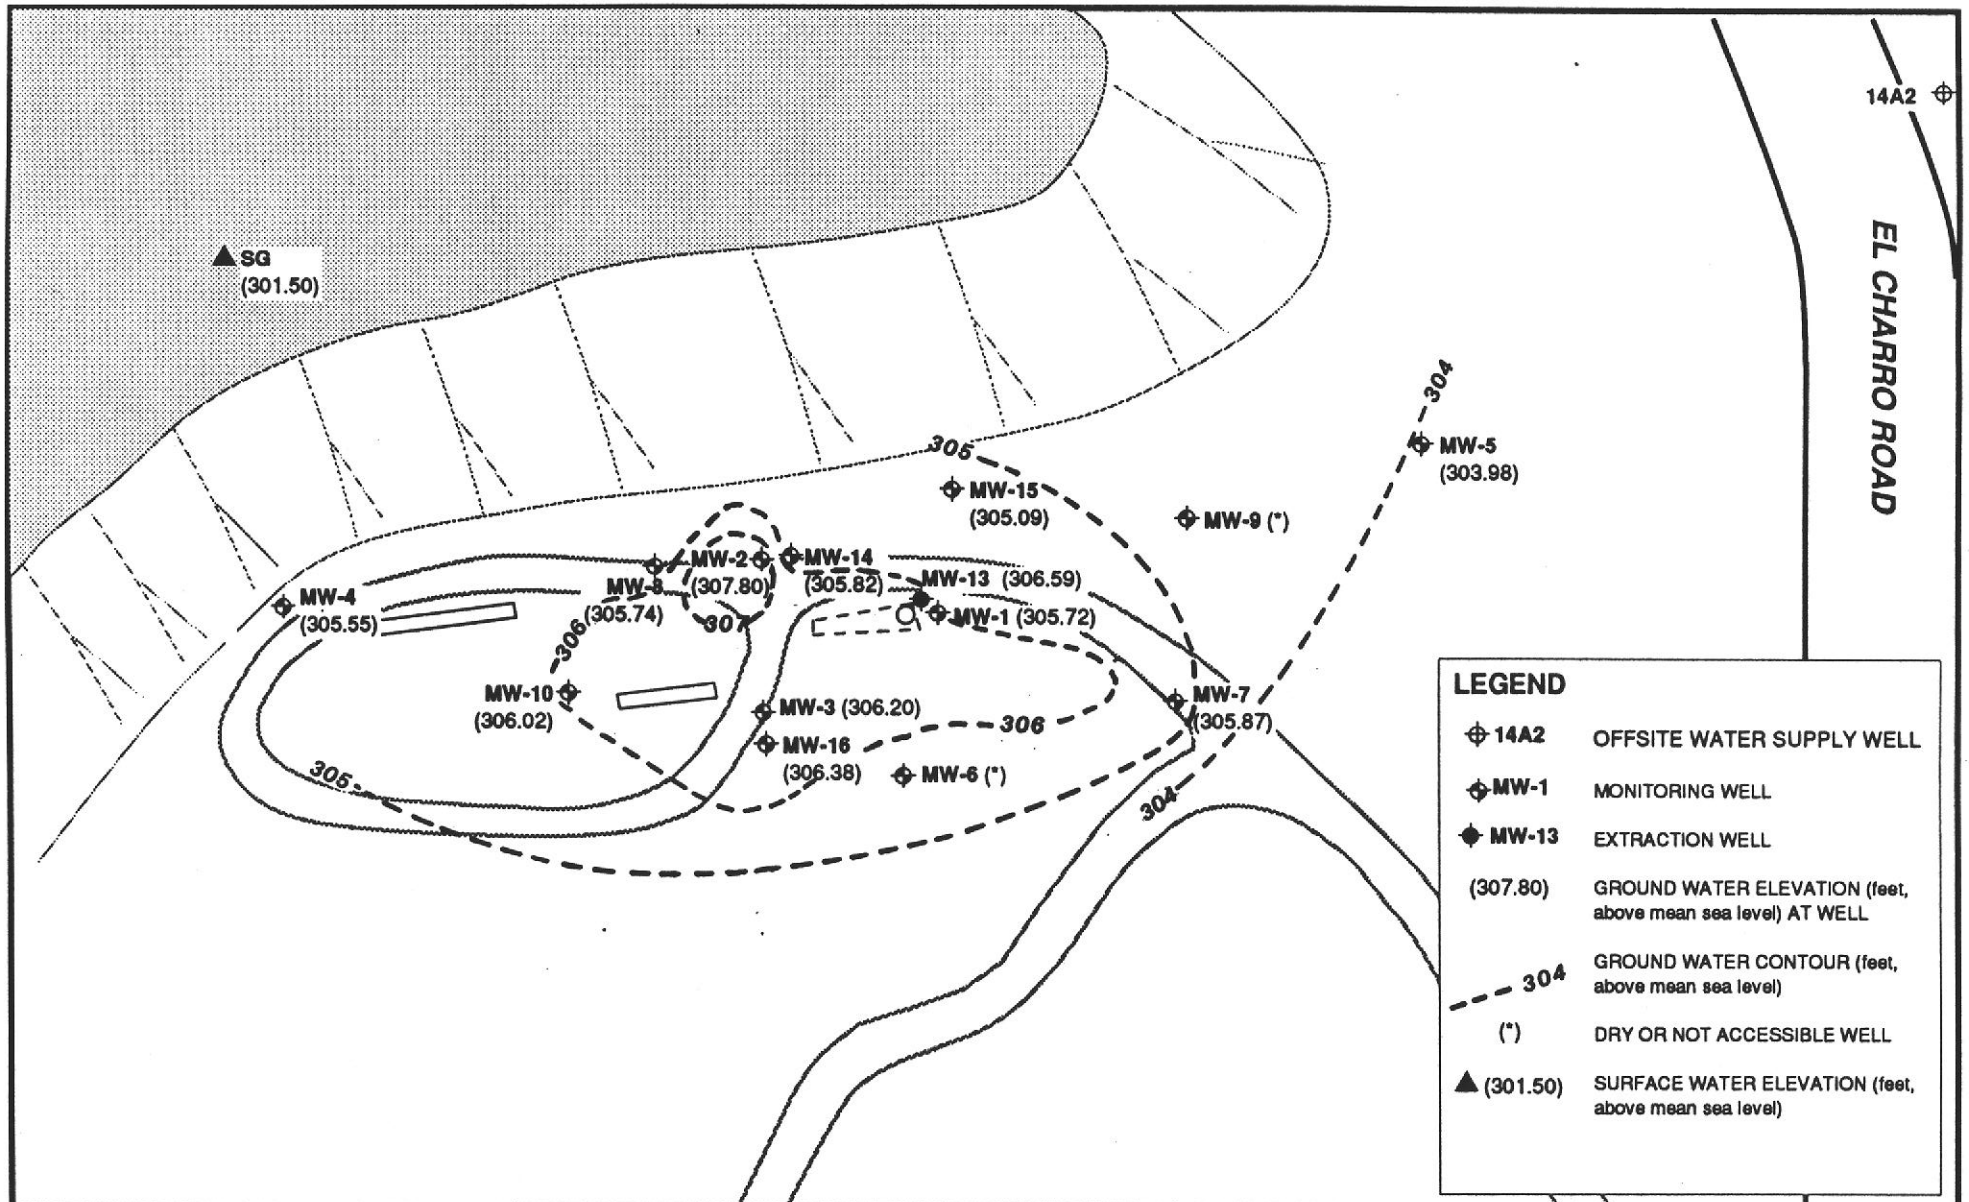 14A2
EL CHARRO ROAD
SG
(301.50)
304
MW-5
(303.98)
305
MW-15
(305.09)
MW-9 (*)
MW-2
(307.80)
307
MW-14
(305.82)
MW-8
(305.74)
MW-13 (306.59)
MW-1 (305.72)
MW-4
(305.55)
306
MW-10
(306.02)
MW-3 (306.20)
MW-7
(305.87)
306
MW-16
(306.38)
MW-6 (*)
305
304
LEGEND
14A2 OFFSITE WATER SUPPLY WELL
MW-1 MONITORING WELL
MW-13 EXTRACTION WELL
(307.80) GROUND WATER ELEVATION (feet,
above mean sea level) AT WELL
304 GROUND WATER CONTOUR (feet,
above mean sea level)
(*) DRY OR NOT ACCESSIBLE WELL
(301.50) SURFACE WATER ELEVATION (feet,
above mean sea level)